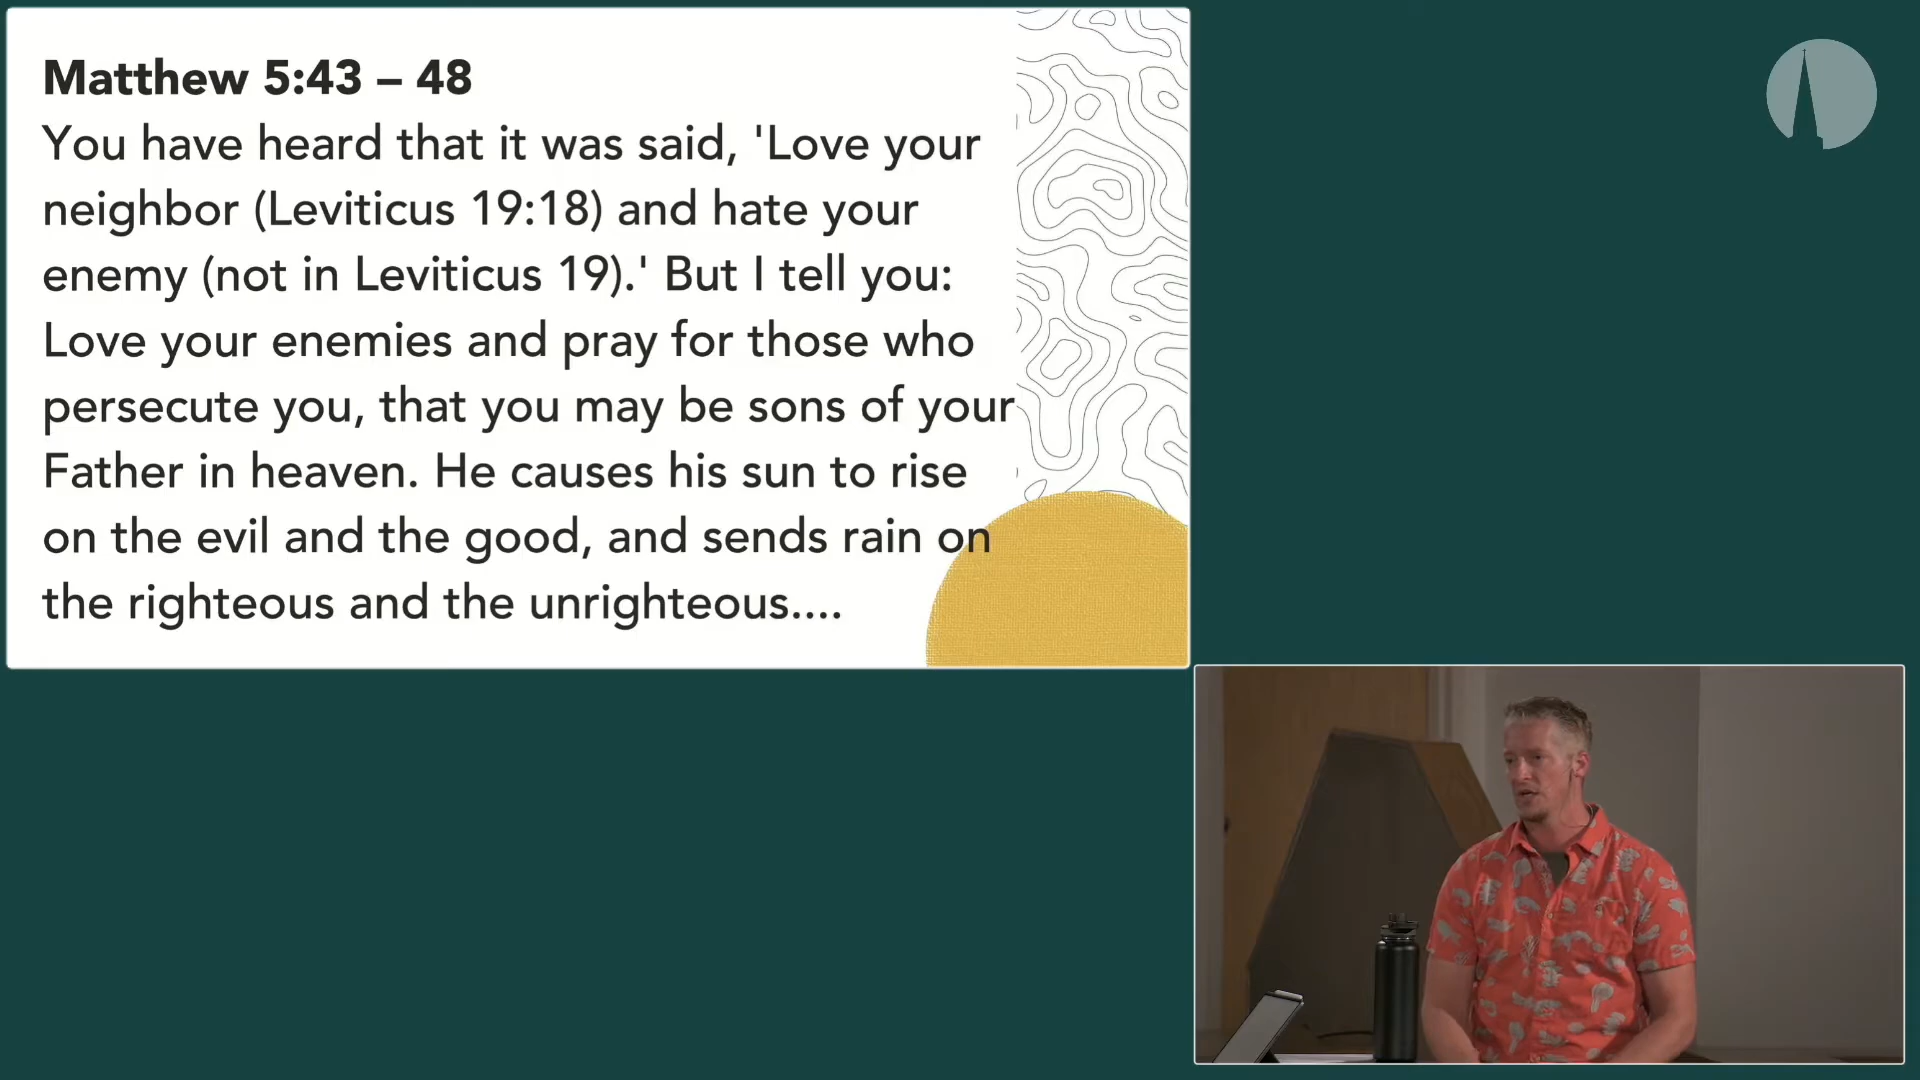 Matthew 5:43 – 48
You have heard that it was said, 'Love your
neighbor (Leviticus 19:18) and hate your
enemy (not in Leviticus 19).' But I tell you:
Love your enemies and pray for those who
persecute you, that you may be sons of your
Father in heaven. He causes his sun to rise
on the evil and the good, and sends rain on
the righteous and the unrighteous....